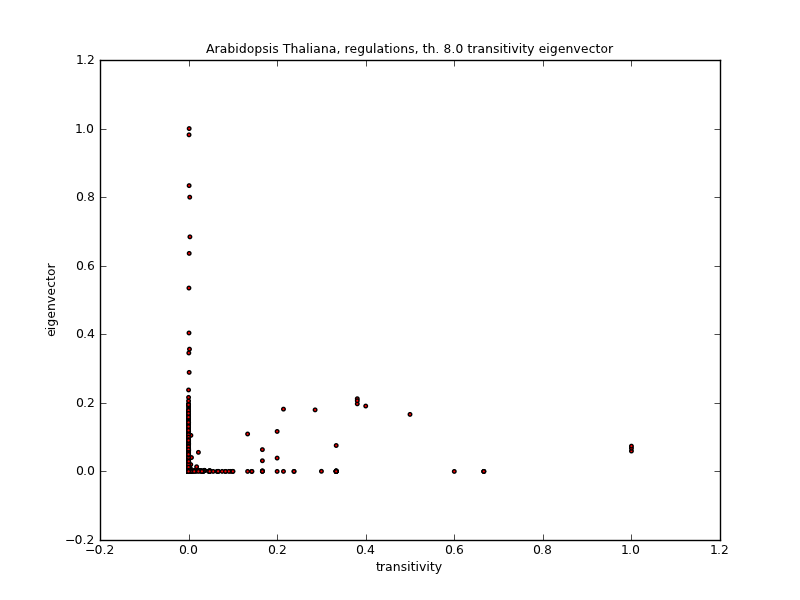 Arabidopsis Thaliana, regulations, th. 8.0 transitivity eigenvector
1.2
1.0
0.8
0.6
0.4
0.2
0.0
−0.2
eigenvector
−0.2 0.0 0.2 0.4 0.6 0.8 1.0 1.2
transitivity